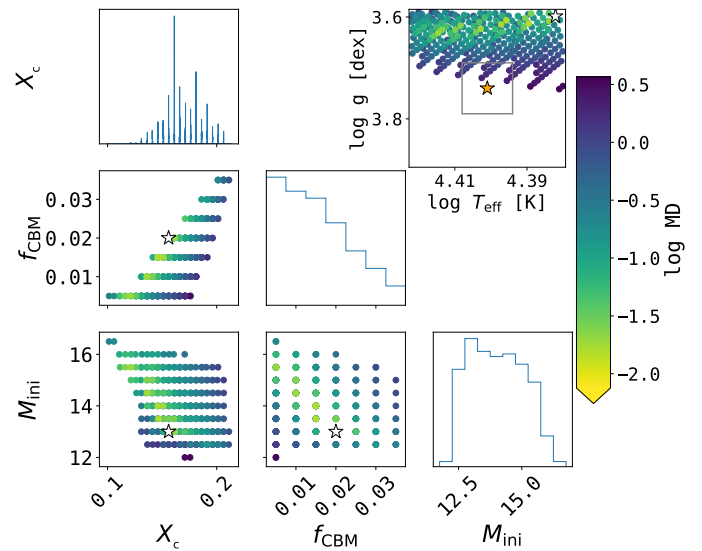 X_c
3.6
3.8
log g [dex]
4.41 4.39
log T_eff [K]
0.5
0.0
−0.5
−1.0
−1.5
−2.0
log MD
0.03
0.02
0.01
f_CBM
16
14
12
M_ini
0.1 0.2
X_c
0.01 0.02 0.03
f_CBM
12.5 15.0
M_ini